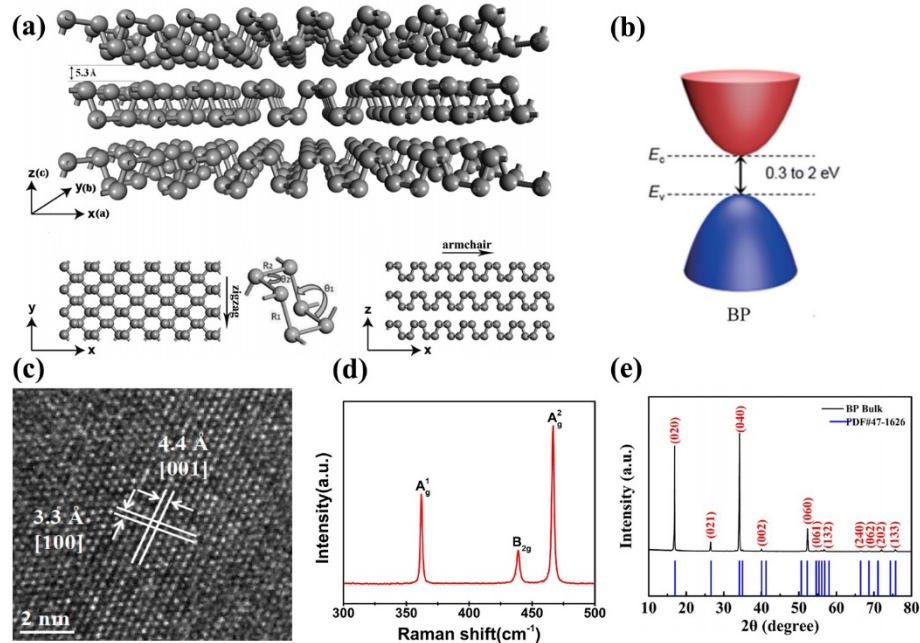 (a)
5.3Å
z(c)
y(b)
x(a)
y
x
zigzag
R₂
θ₂
θ₁
R₁
armchair
z
x
(b)
Ec
Ev
0.3 to 2 eV
BP
(c)
4.4 Å
[001]
3.3 Å
[100]
2 nm
(d)
Intensity(a.u.)
A¹g
B2g
A²g
300 350 400 450 500
Raman shift(cm⁻¹)
(e)
Intensity (a.u.)
BP Bulk
PDF#47-1626
(020)
(021)
(040)
(002)
(060)
(061)
(132)
(240)
(062)
(202)
(133)
10 20 30 40 50 60 70 80
2θ (degree)